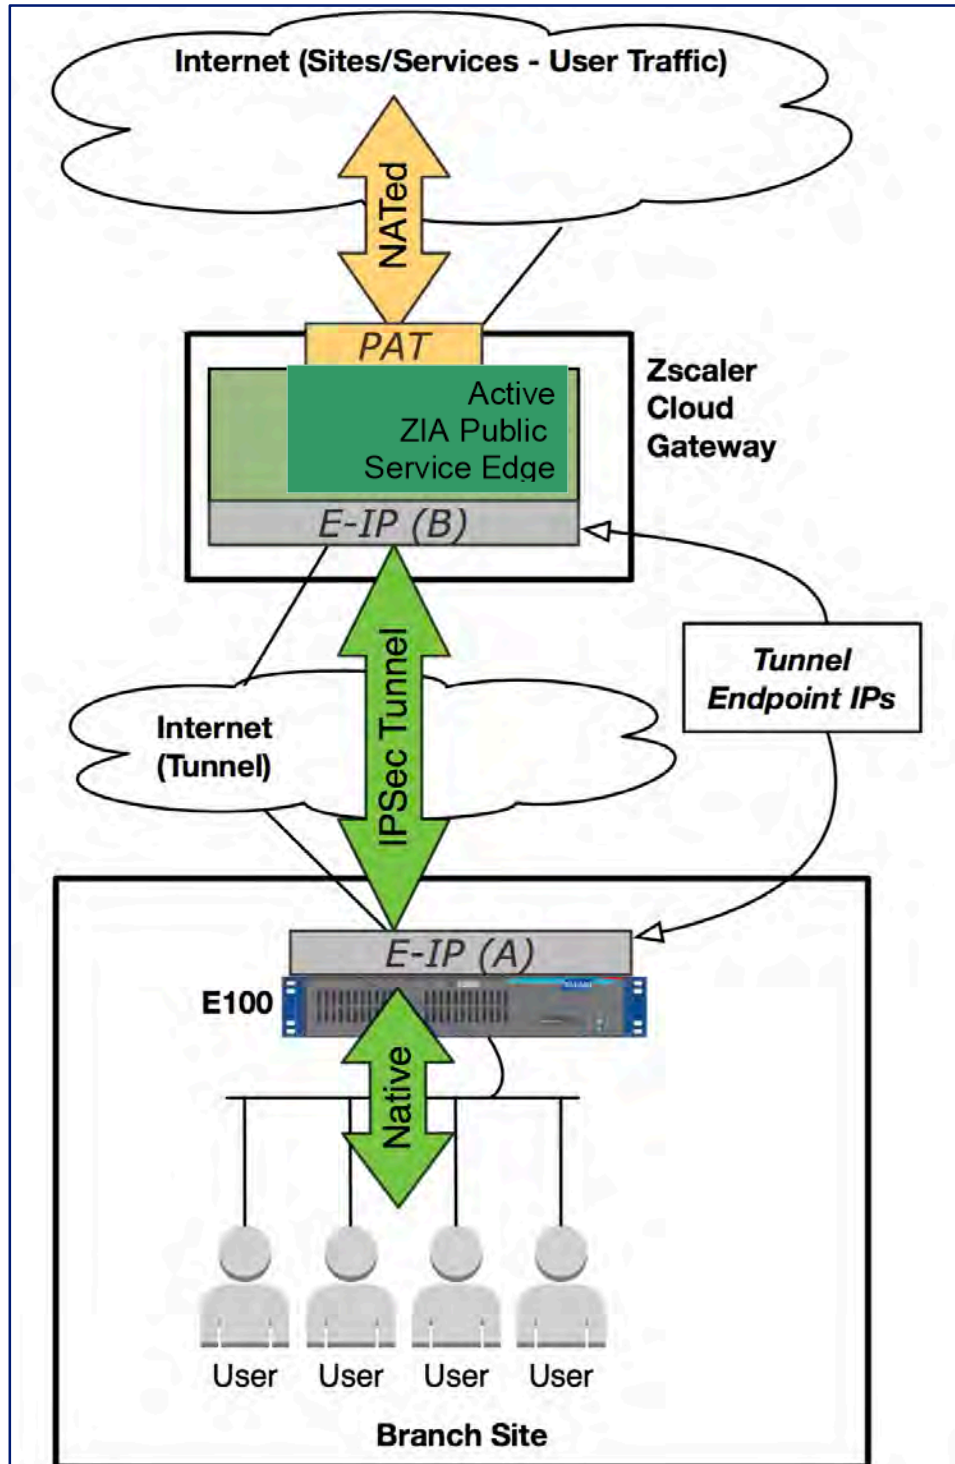 Internet (Sites/Services - User Traffic)
NATed
PAT
Active
ZIA Public
Service Edge
Zscaler
Cloud
Gateway
E-IP (B)
Tunnel
Endpoint IPs
Internet
(Tunnel)
IPSec Tunnel
E-IP (A)
E100
Native
User
User
User
User
Branch Site